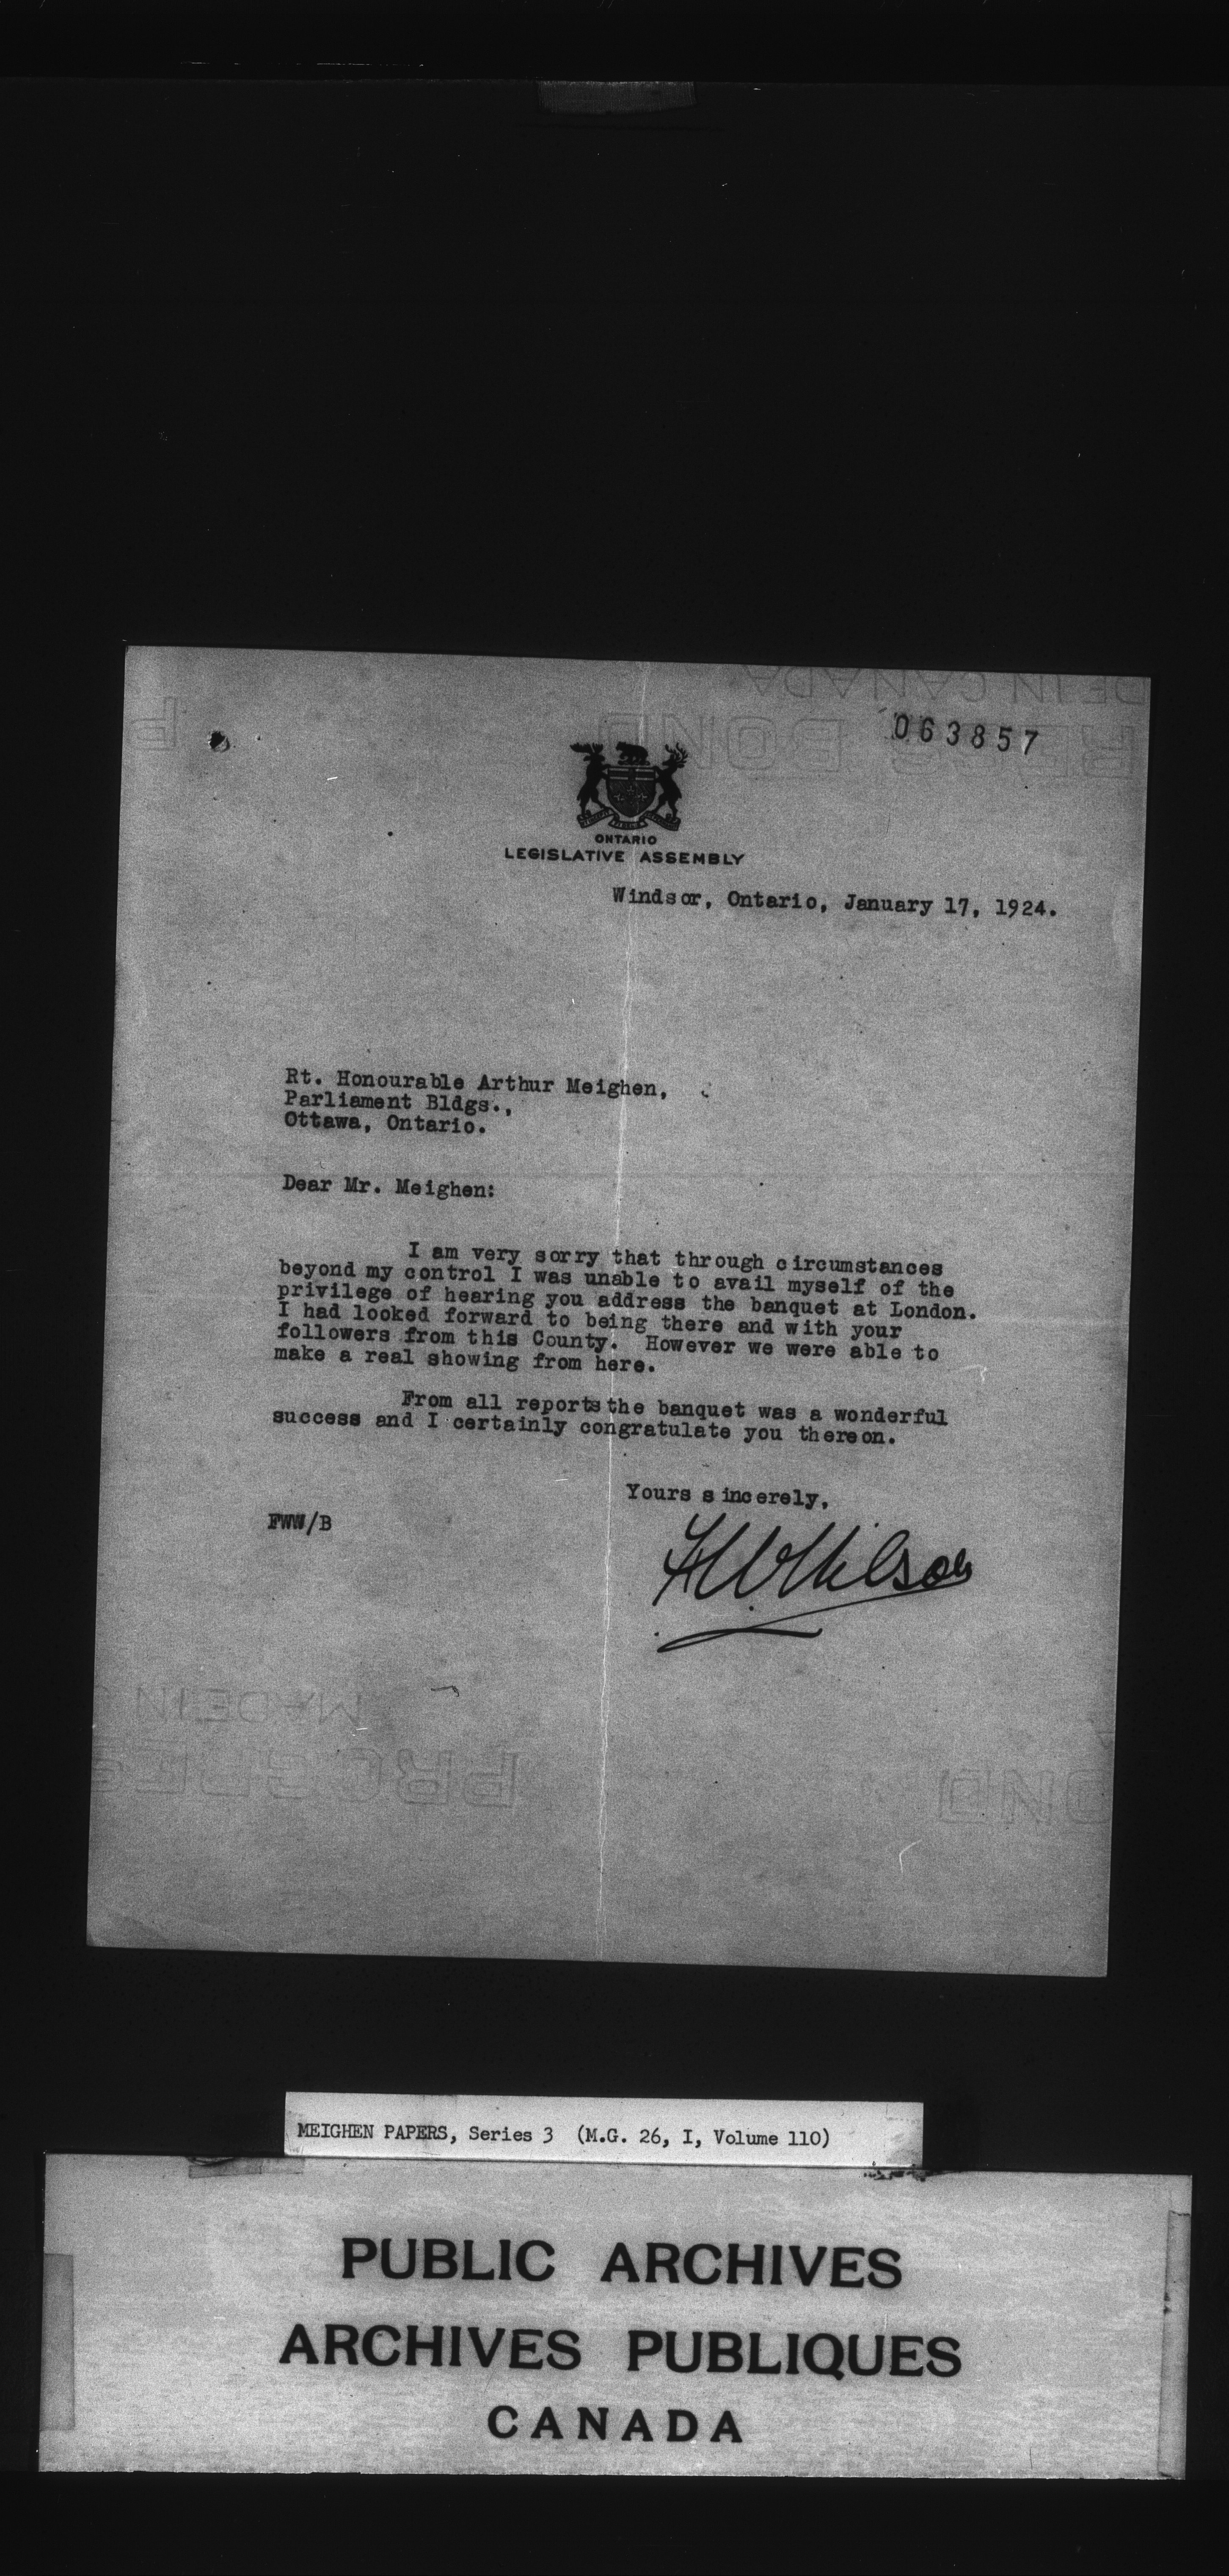 063857
ONTARIO
LEGISLATIVE ASSEMBLY
Windsor, Ontario, January 17, 1924.
Rt. Honourable Arthur Meighen,
Parliament Bldgs.,
Ottawa, Ontario.
Dear Mr. Meighen:
I am very sorry that through circumstances
beyond my control I was unable to avail myself of the
privilege of hearing you address the banquet at London.
I had looked forward to being there and with your
followers from this County. However we were able to
make a real showing from here.
From all reports the banquet was a wonderful
success and I certainly congratulate you thereon.
Yours sincerely,
FWW/B
FWWilson
MADE IN
PROGRESS
BOND
MEIGHEN PAPERS, Series 3 (M.G. 26, I, Volume 110)
PUBLIC ARCHIVES
ARCHIVES PUBLIQUES
CANADA